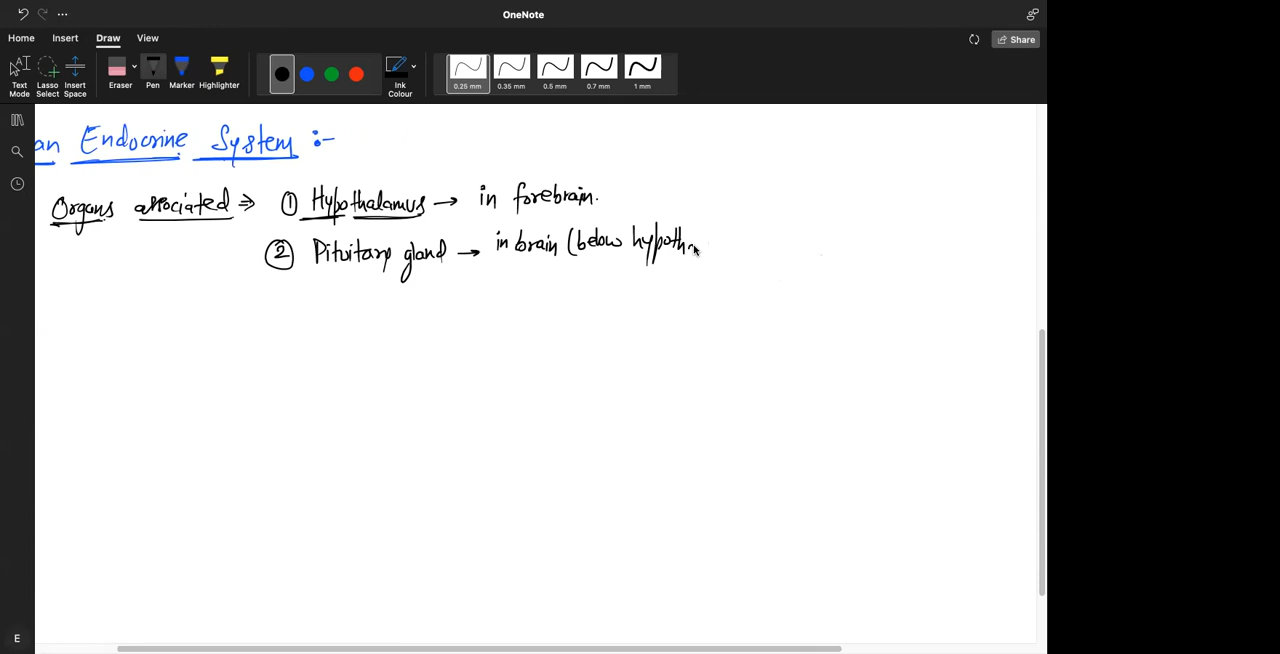 OneNote
Home Insert Draw View
Share
Text Mode
Lasso Select
Insert Space
Eraser
Pen
Marker
Highlighter
Ink Colour
0.25 mm
0.35 mm
0.5 mm
0.7 mm
1 mm
an Endocrine System :-
Organs associated ⇒ ① Hypothalamus → in forebrain.
② Pituitary gland → in brain (below hypoth
E